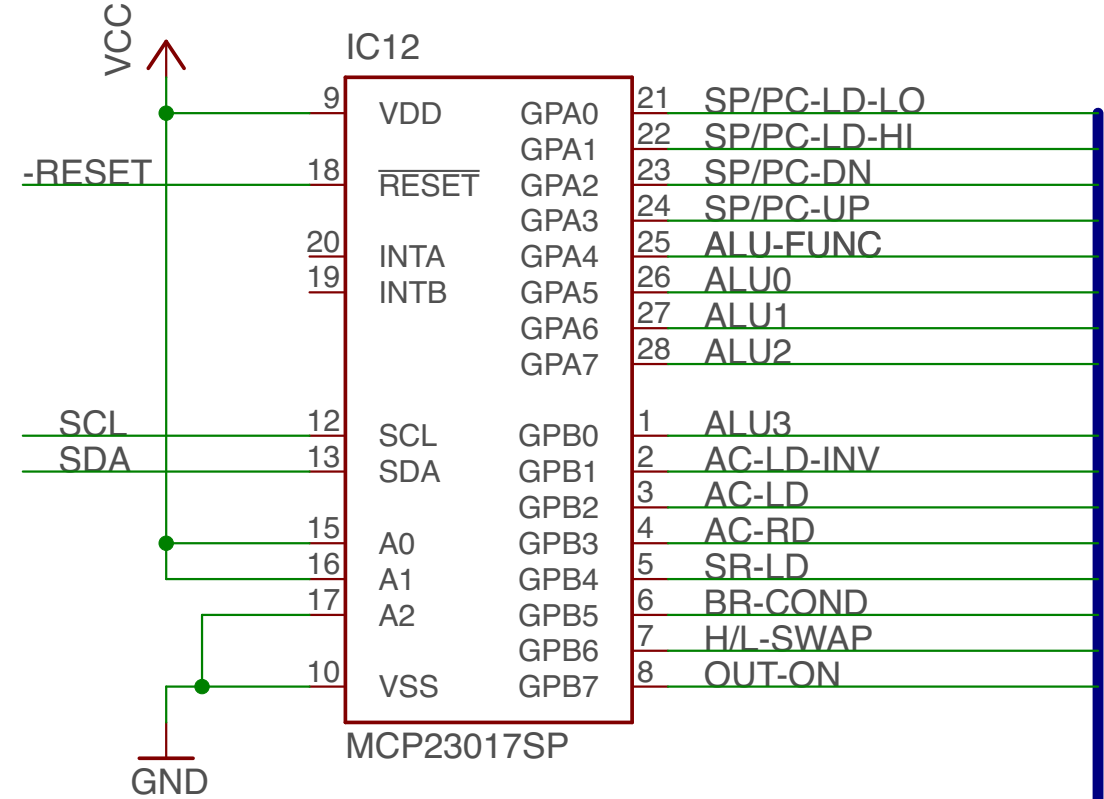 VCC
IC12
9 VDD GPA0 21 SP/PC-LD-LO
GPA1 22 SP/PC-LD-HI
-RESET 18 RESET GPA2 23 SP/PC-DN
GPA3 24 SP/PC-UP
20 INTA GPA4 25 ALU-FUNC
19 INTB GPA5 26 ALU0
GPA6 27 ALU1
GPA7 28 ALU2
SCL 12 SCL GPB0 1 ALU3
SDA 13 SDA GPB1 2 AC-LD-INV
GPB2 3 AC-LD
15 A0 GPB3 4 AC-RD
16 A1 GPB4 5 SR-LD
17 A2 GPB5 6 BR-COND
GPB6 7 H/L-SWAP
10 VSS GPB7 8 OUT-ON
MCP23017SP
GND